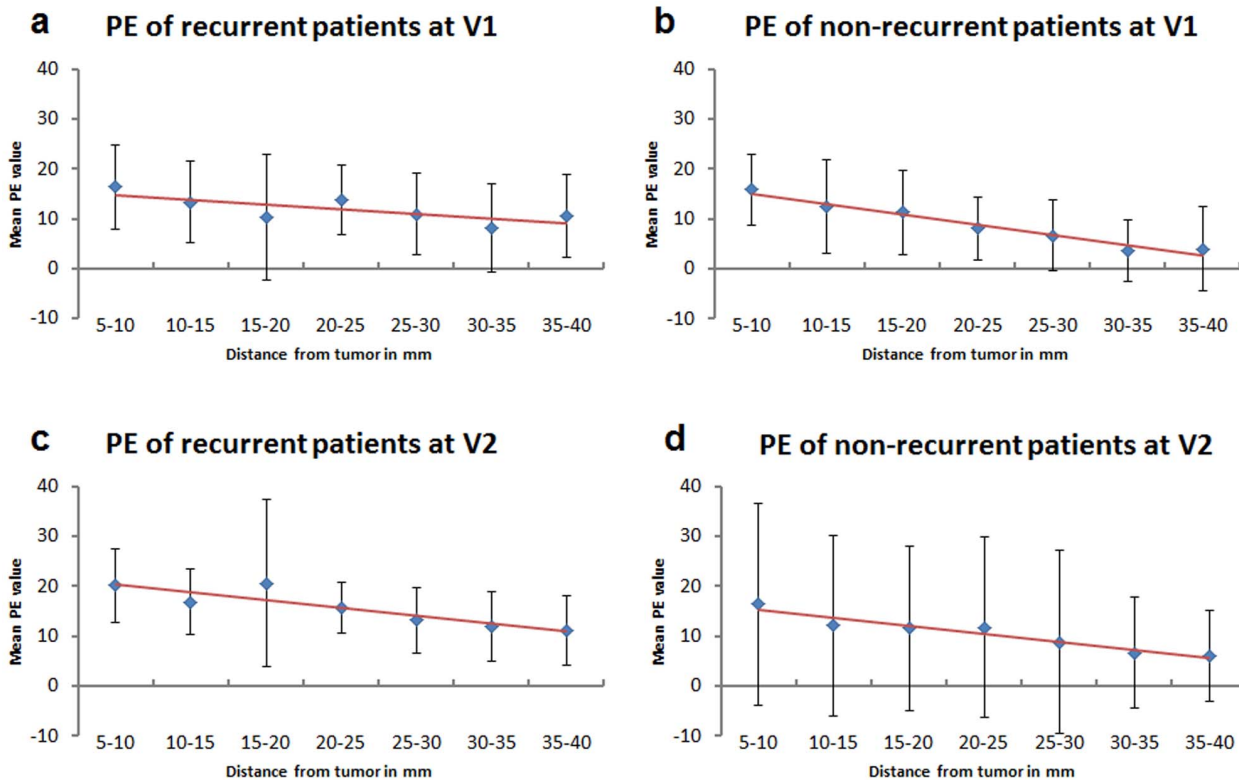 a PE of recurrent patients at V1
40
30
20
10
0
-10
Mean PE value
5-10 10-15 15-20 20-25 25-30 30-35 35-40
Distance from tumor in mm
b PE of non-recurrent patients at V1
40
30
20
10
0
-10
Mean PE value
5-10 10-15 15-20 20-25 25-30 30-35 35-40
Distance from tumor in mm
c PE of recurrent patients at V2
40
30
20
10
0
-10
Mean PE value
5-10 10-15 15-20 20-25 25-30 30-35 35-40
Distance from tumor in mm
d PE of non-recurrent patients at V2
40
30
20
10
0
-10
Mean PE value
5-10 10-15 15-20 20-25 25-30 30-35 35-40
Distance from tumor in mm